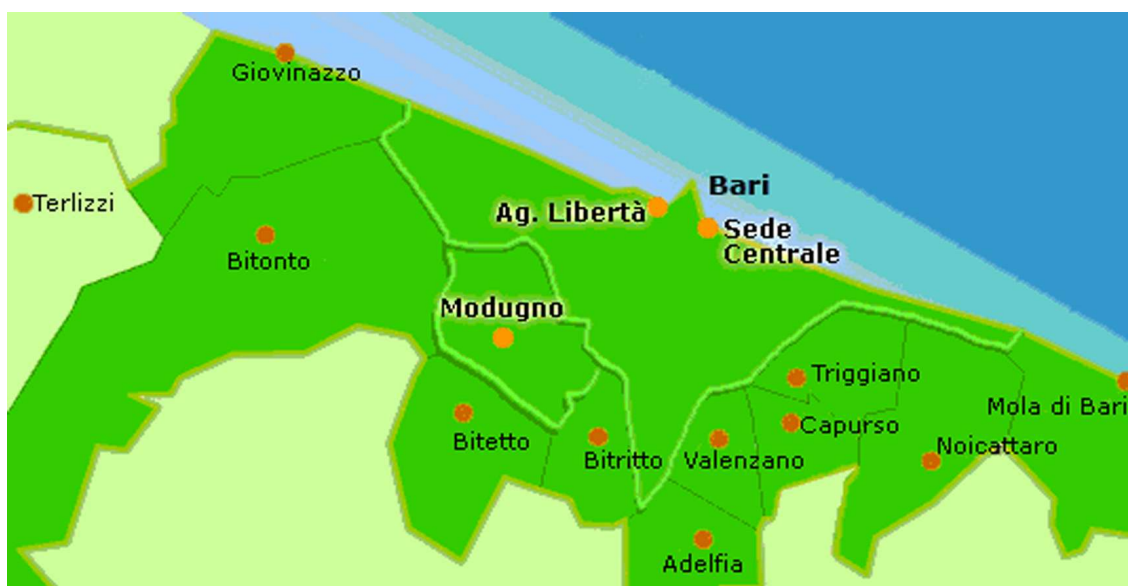 Giovinazzo
Terlizzi
Bari
Ag. Libertà
Sede
Centrale
Bitonto
Modugno
Triggiano
Mola di Bari
Capurso
Bitetto
Bitritto
Valenzano
Noicattaro
Adelfia